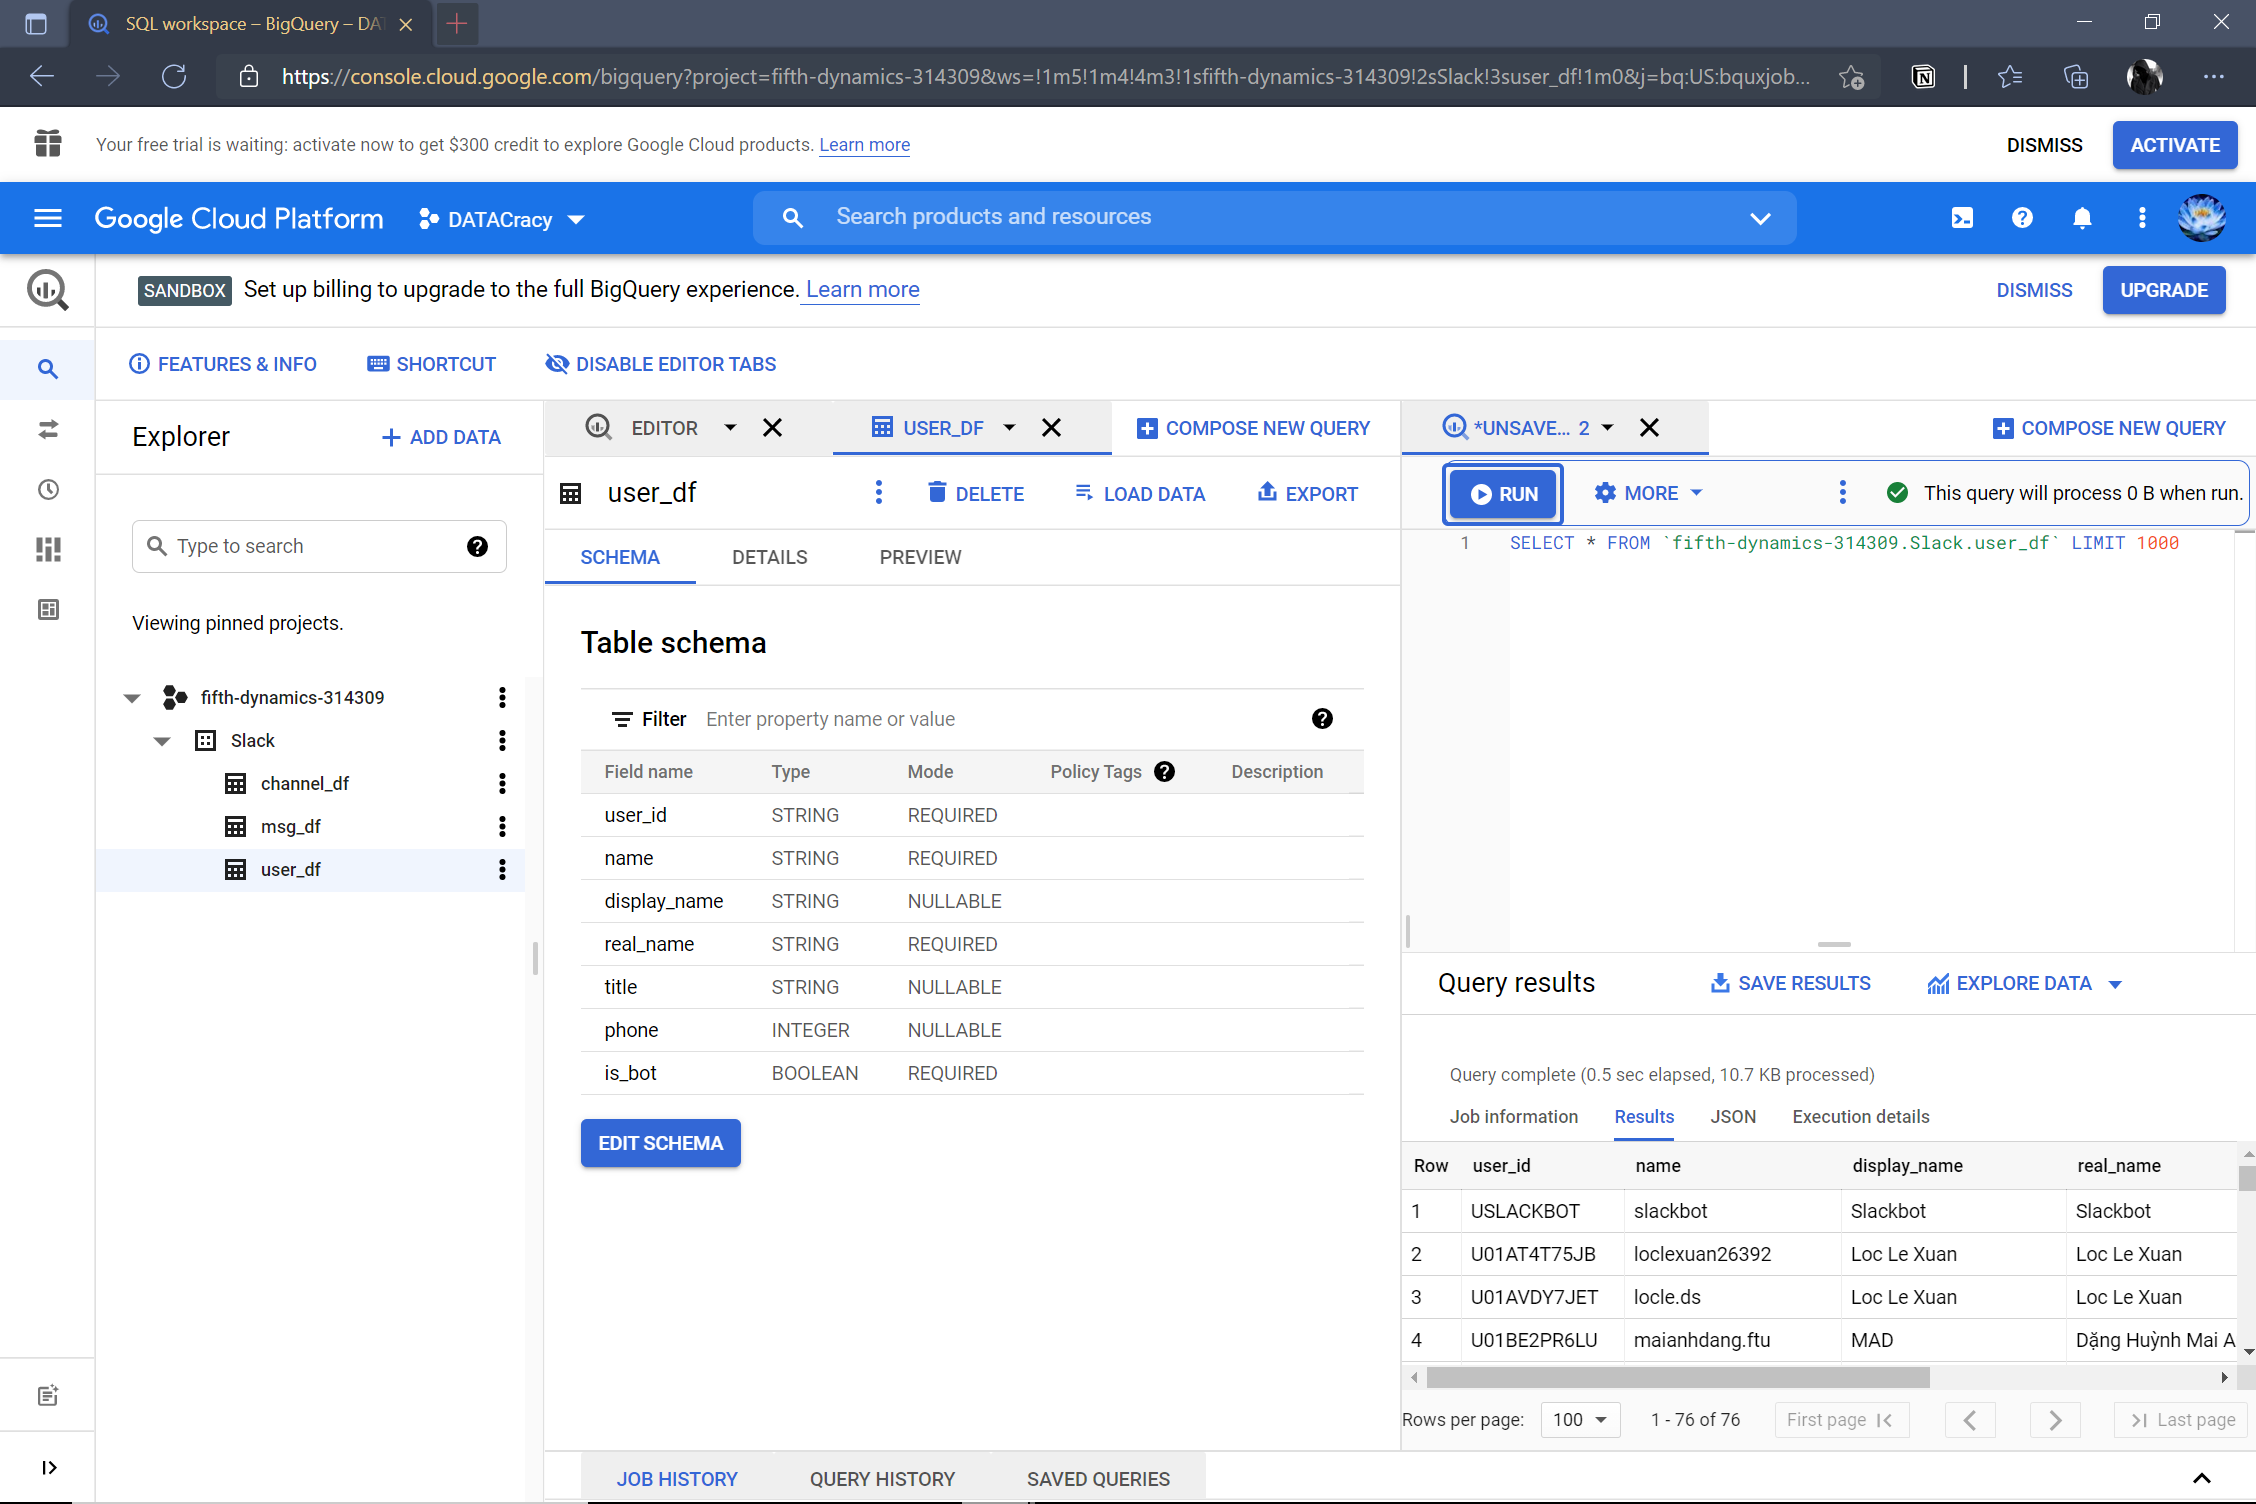 SQL workspace – BigQuery – DA
https://console.cloud.google.com/bigquery?project=fifth-dynamics-314309&ws=!1m5!1m4!4m3!1sfifth-dynamics-314309!2sSlack!3suser_df!1m0&j=bq:US:bquxjob...
Your free trial is waiting: activate now to get $300 credit to explore Google Cloud products. Learn more
DISMISS
ACTIVATE
Google Cloud Platform
DATACracy
Search products and resources
SANDBOX
Set up billing to upgrade to the full BigQuery experience. Learn more
DISMISS
UPGRADE
FEATURES & INFO
SHORTCUT
DISABLE EDITOR TABS
Explorer
ADD DATA
Type to search
Viewing pinned projects.
fifth-dynamics-314309
Slack
channel_df
msg_df
user_df
EDITOR
USER_DF
COMPOSE NEW QUERY
user_df
DELETE
LOAD DATA
EXPORT
SCHEMA
DETAILS
PREVIEW
Table schema
Filter Enter property name or value
Field name Type Mode Policy Tags Description
user_id STRING REQUIRED
name STRING REQUIRED
display_name STRING NULLABLE
real_name STRING REQUIRED
title STRING NULLABLE
phone INTEGER NULLABLE
is_bot BOOLEAN REQUIRED
EDIT SCHEMA
*UNSAVE... 2
COMPOSE NEW QUERY
RUN
MORE
This query will process 0 B when run.
1 SELECT * FROM `fifth-dynamics-314309.Slack.user_df` LIMIT 1000
Query results
SAVE RESULTS
EXPLORE DATA
Query complete (0.5 sec elapsed, 10.7 KB processed)
Job information Results JSON Execution details
Row user_id name display_name real_name
1 USLACKBOT slackbot Slackbot Slackbot
2 U01AT4T75JB loclexuan26392 Loc Le Xuan Loc Le Xuan
3 U01AVDY7JET locle.ds Loc Le Xuan Loc Le Xuan
4 U01BE2PR6LU maianhdang.ftu MAD Dặng Huỳnh Mai A
Rows per page: 100 1 - 76 of 76 First page Last page
JOB HISTORY
QUERY HISTORY
SAVED QUERIES